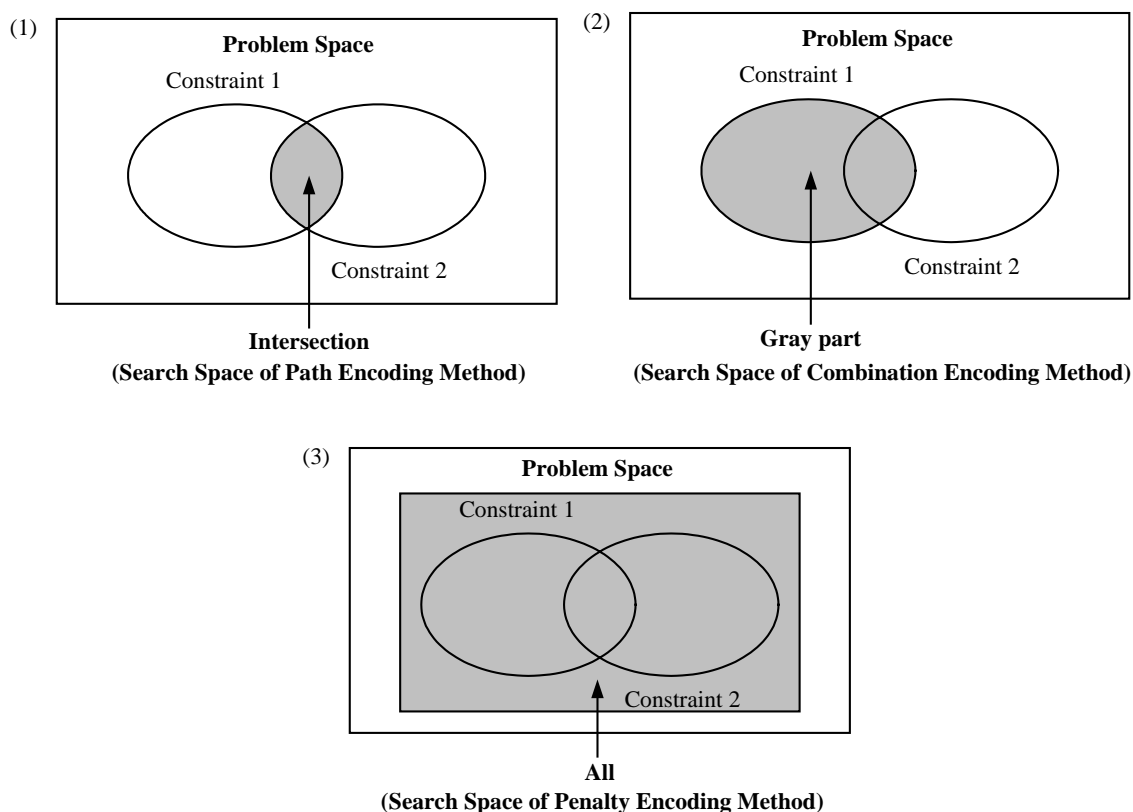 (1)
Problem Space
Constraint 1
Constraint 2
Intersection
(Search Space of Path Encoding Method)
(2)
Problem Space
Constraint 1
Constraint 2
Gray part
(Search Space of Combination Encoding Method)
(3)
Problem Space
Constraint 1
Constraint 2
All
(Search Space of Penalty Encoding Method)